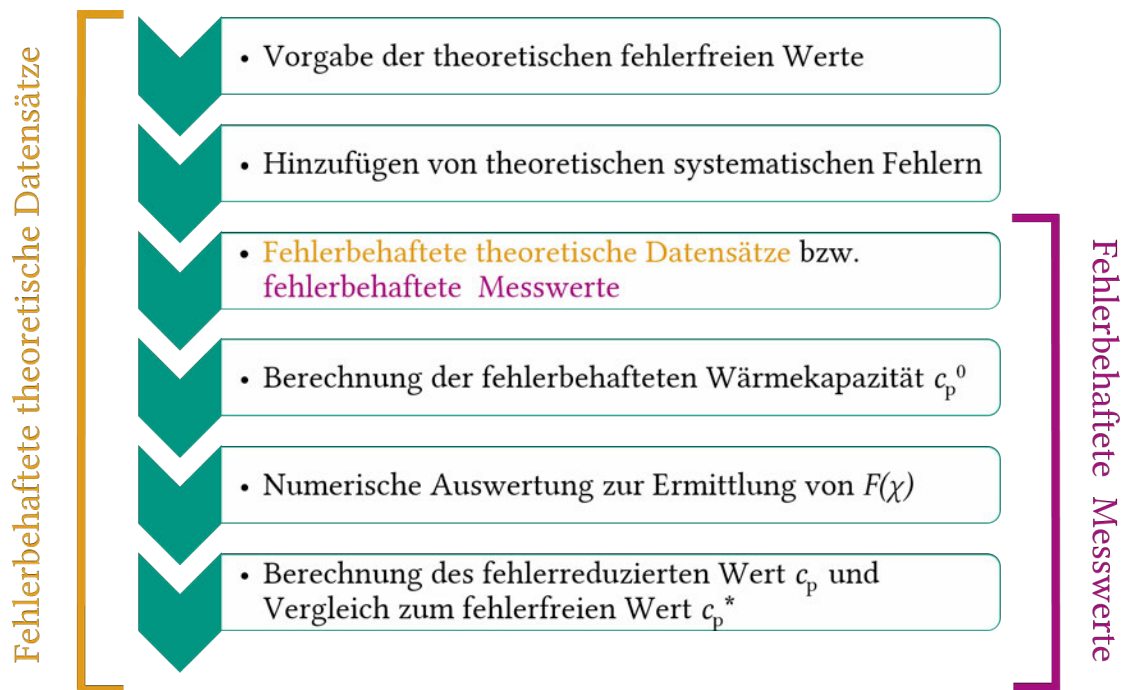 Fehlerbehaftete theoretische Datensätze
• Vorgabe der theoretischen fehlerfreien Werte
• Hinzufügen von theoretischen systematischen Fehlern
• Fehlerbehaftete theoretische Datensätze bzw.
fehlerbehaftete Messwerte
• Berechnung der fehlerbehafteten Wärmekapazität cₚ⁰
• Numerische Auswertung zur Ermittlung von F(χ)
• Berechnung des fehlerreduzierten Wert cₚ und
Vergleich zum fehlerfreien Wert cₚ*
Fehlerbehaftete Messwerte